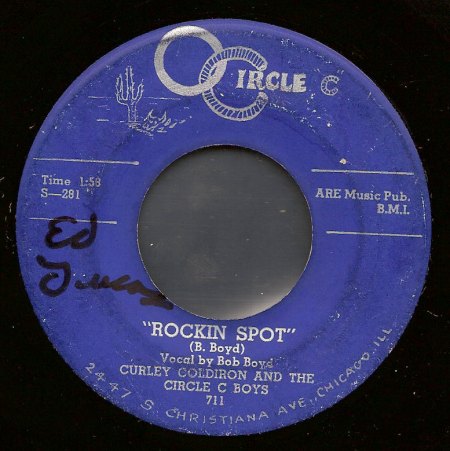 O CIRCLE C
Time 1:58
S—281
ARE Music Pub.
B.M.I.
Ed
"ROCKIN SPOT"
(B. Boyd)
Vocal by Bob Boyd
CURLEY COLDIRON AND THE
CIRCLE C BOYS
711
2447 S. CHRISTIANA AVE, CHICAGO, ILL